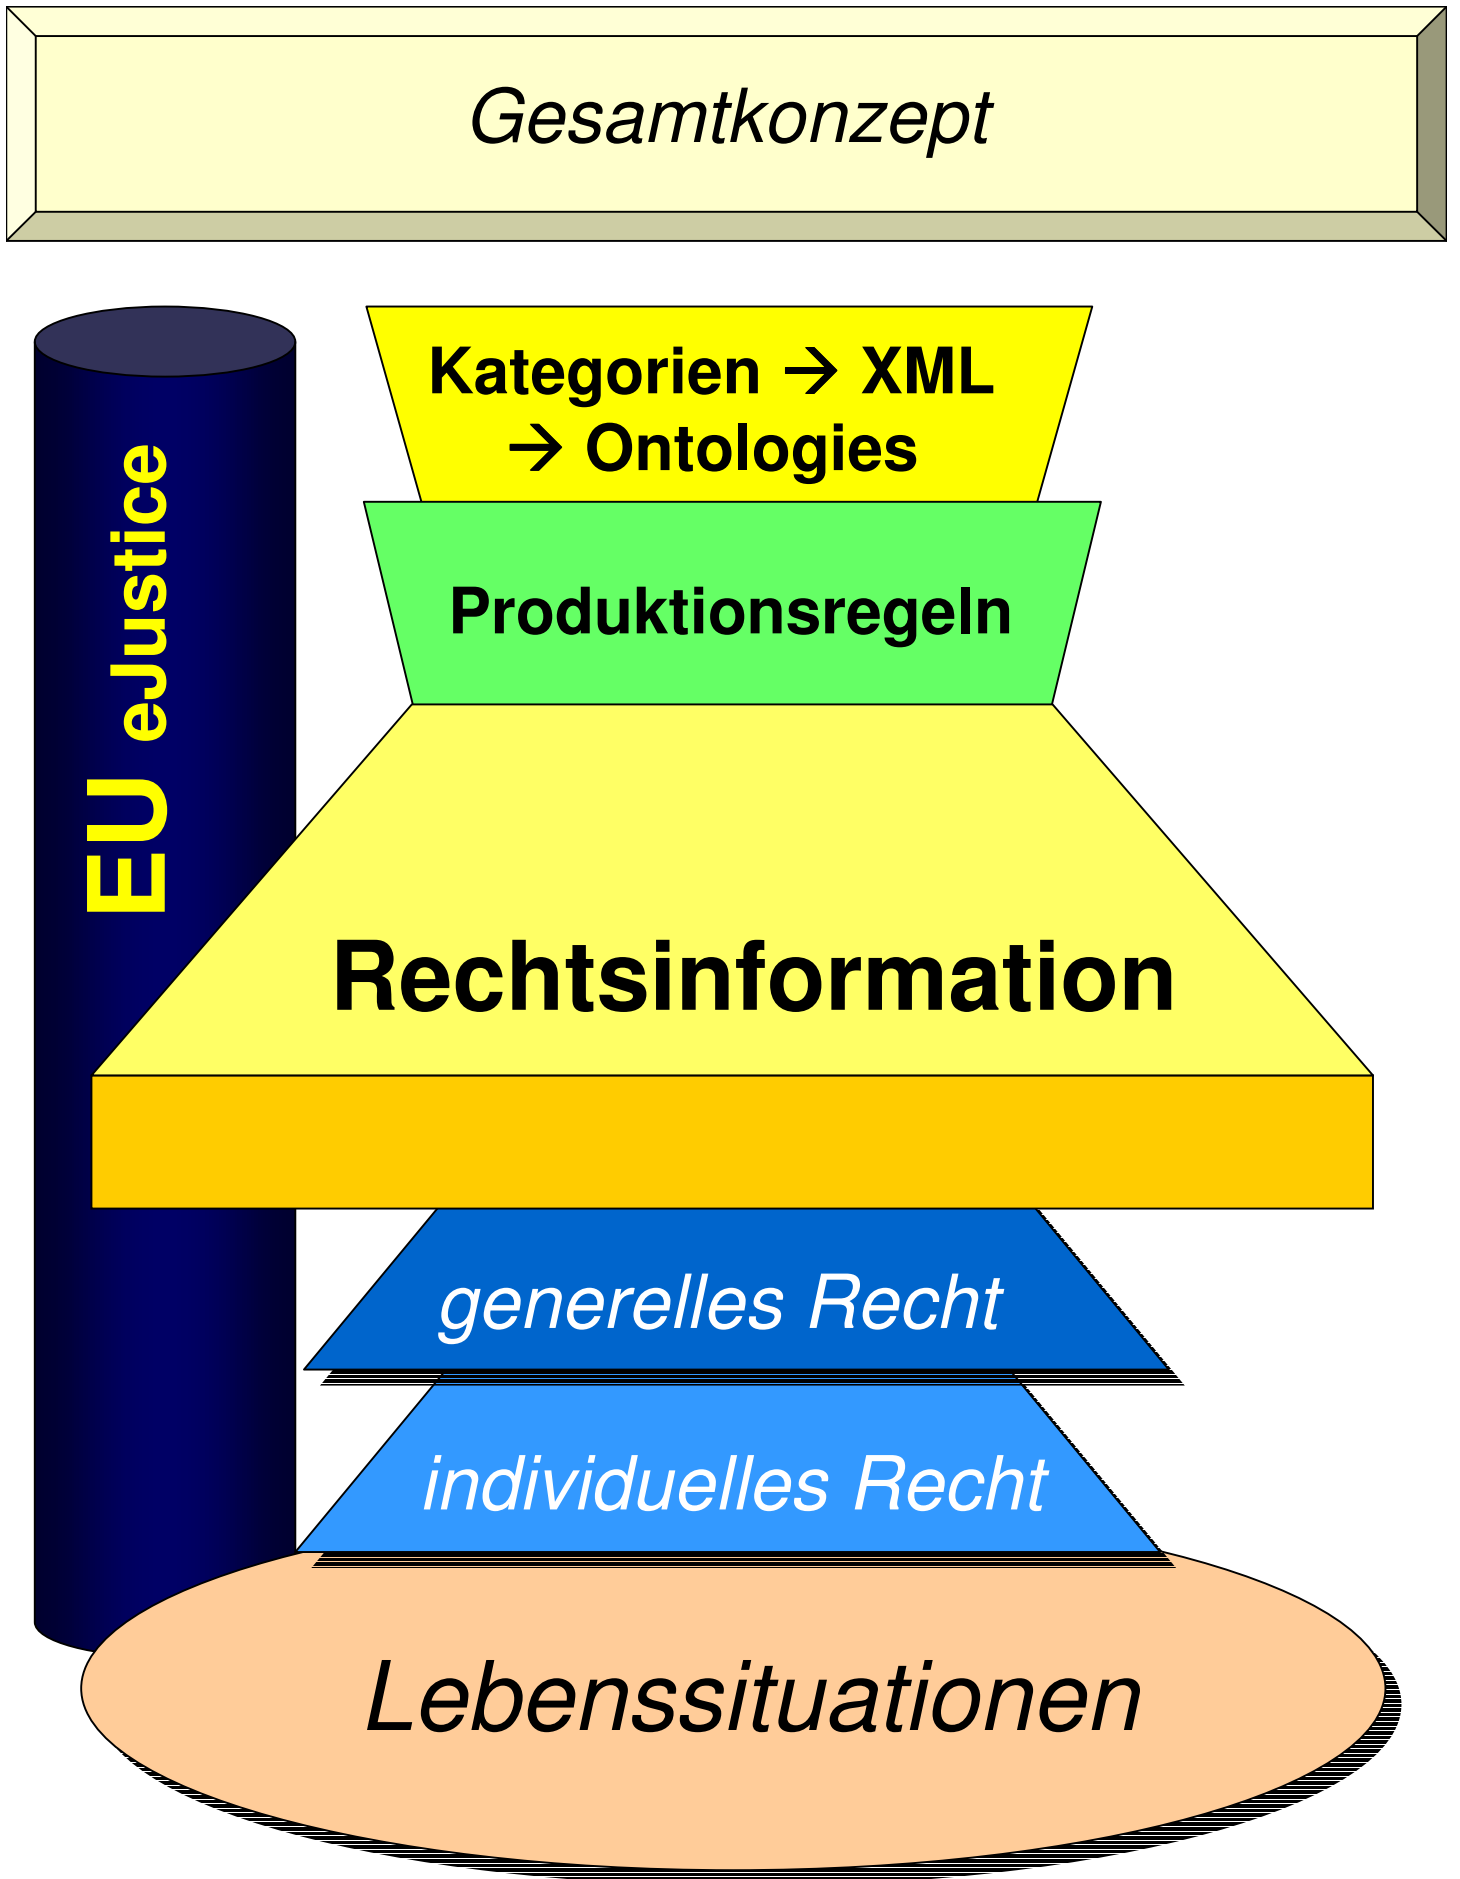 Gesamtkonzept
Kategorien → XML
→ Ontologies
Produktionsregeln
EU eJustice
Rechtsinformation
generelles Recht
individuelles Recht
Lebenssituationen